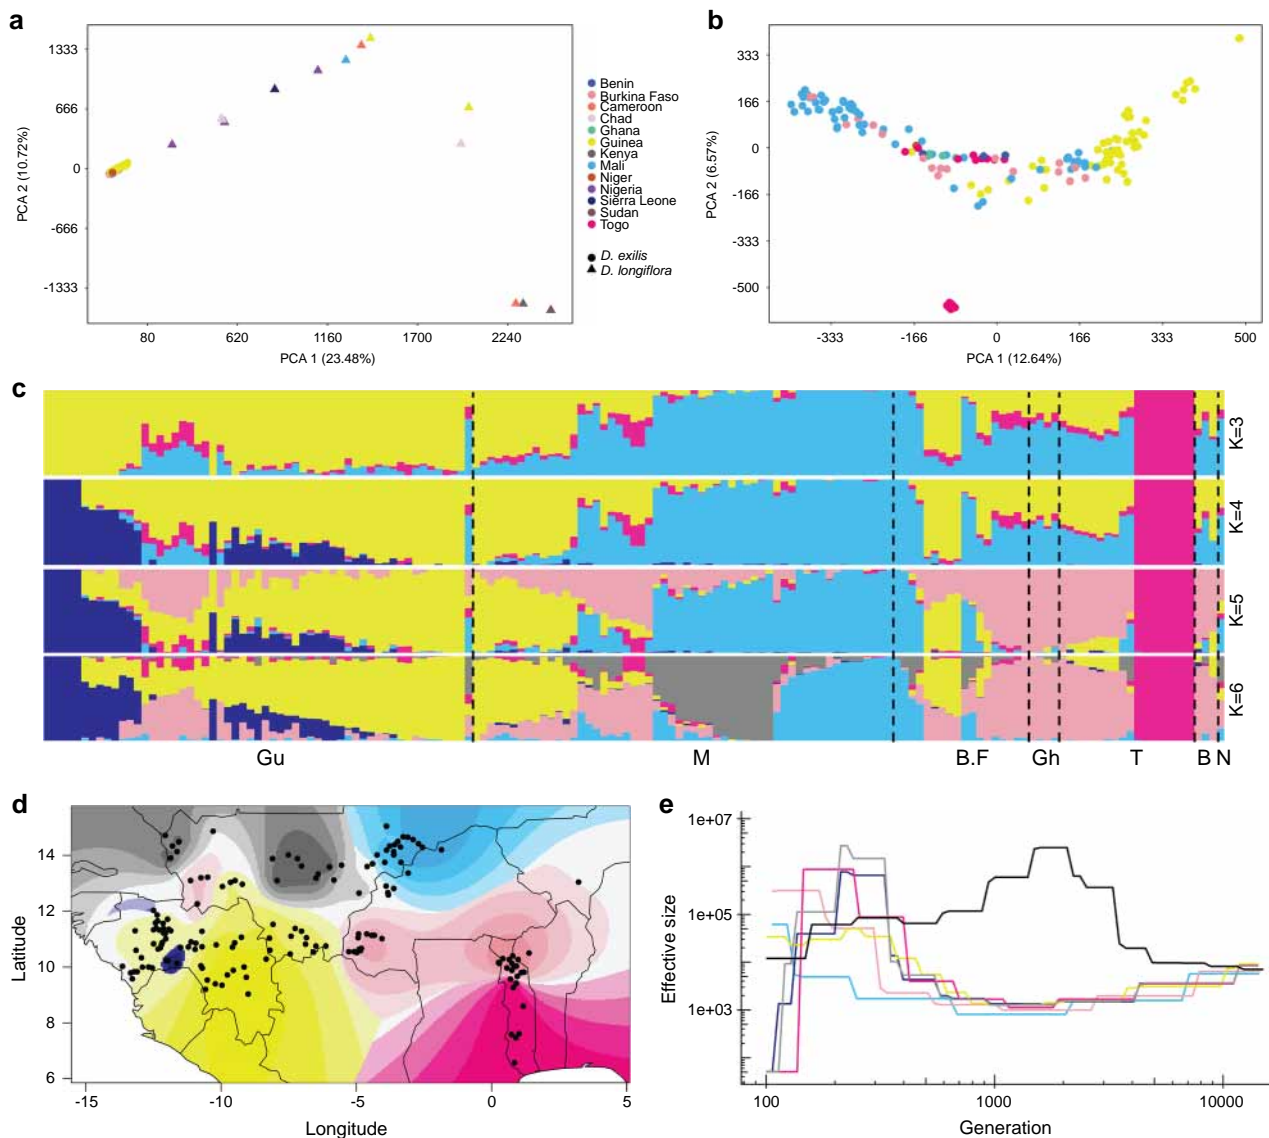 a
1333
666
0
-666
-1333
PCA 2 (10.72%)
80 620 1160 1700 2240
PCA 1 (23.48%)
Benin
Burkina Faso
Cameroon
Chad
Ghana
Guinea
Kenya
Mali
Niger
Nigeria
Sierra Leone
Sudan
Togo
D. exilis
D. longiflora
b
333
166
0
-166
-333
-500
PCA 2 (6.57%)
-333 -166 0 166 333 500
PCA 1 (12.64%)
c
K=3
K=4
K=5
K=6
Gu M B.F Gh T B N
d
14
12
10
8
6
Latitude
-15 -10 -5 0 5
Longitude
e
1e+07
1e+05
1e+03
Effective size
100 1000 10000
Generation